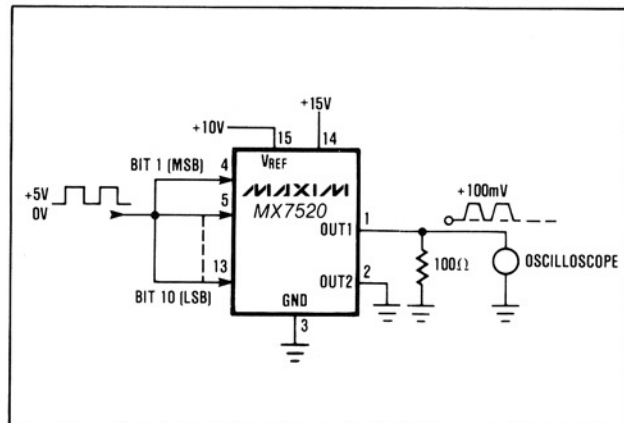 +15V
+10V
15
14
BIT 1 (MSB)
4
VREF
MAXIM
MX7520
+5V
0V
5
+100mV
OUT1
1
100Ω
OSCILLOSCOPE
13
OUT2
2
BIT 10 (LSB)
GND
3